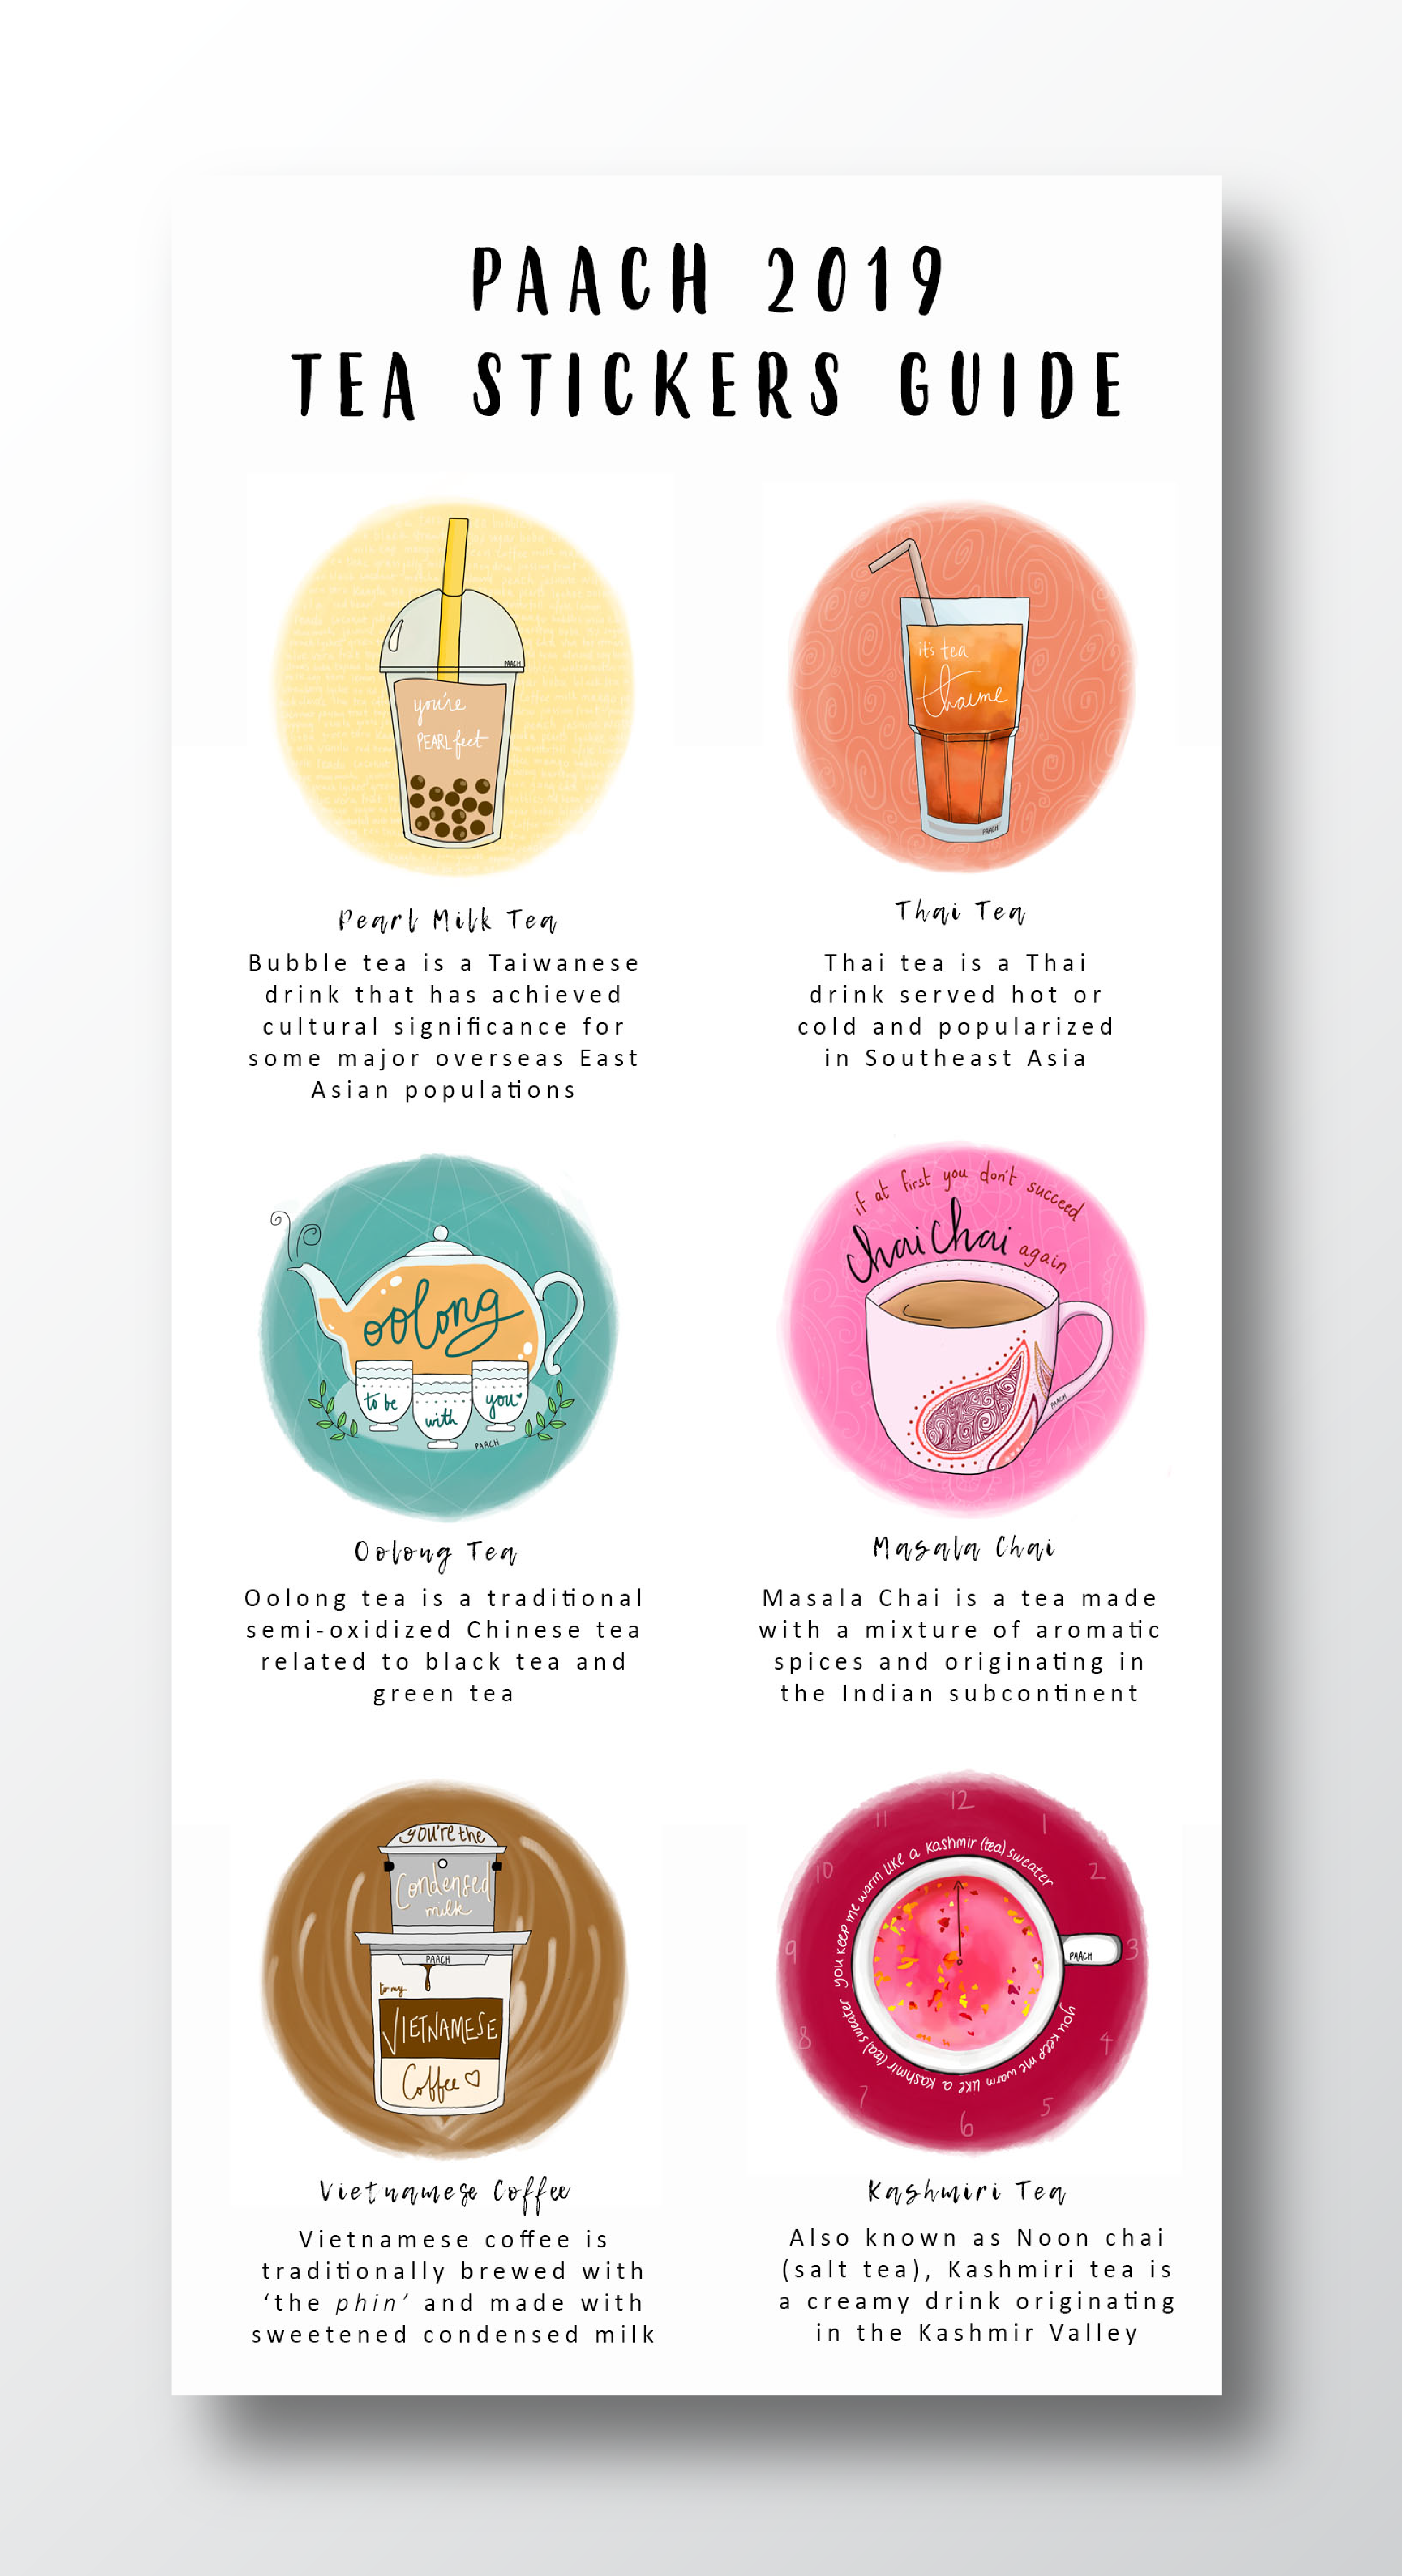 PAACH 2019
TEA STICKERS GUIDE
you're
PEARLfect
PAACH
Pearl Milk Tea
Bubble tea is a Taiwanese
drink that has achieved
cultural significance for
some major overseas East
Asian populations
it's tea
thaime
PAACH
Thai Tea
Thai tea is a Thai
drink served hot or
cold and popularized
in Southeast Asia
oolong
to be
with
you
PAACH
Oolong Tea
Oolong tea is a traditional
semi-oxidized Chinese tea
related to black tea and
green tea
if at first you don't succeed
chai chai again
PAACH
Masala Chai
Masala Chai is a tea made
with a mixture of aromatic
spices and originating in
the Indian subcontinent
you're the
Condensed
milk
PAACH
to my
VIETNAMESE
Coffee
Vietnamese Coffee
Vietnamese coffee is
traditionally brewed with
‘the phin’ and made with
sweetened condensed milk
12
1
2
3
4
5
6
7
8
9
10
11
you keep me warm like a kashmir (tea) sweater
you keep me warm like a kashmir (tea) sweater
PAACH
Kashmiri Tea
Also known as Noon chai
(salt tea), Kashmiri tea is
a creamy drink originating
in the Kashmir Valley